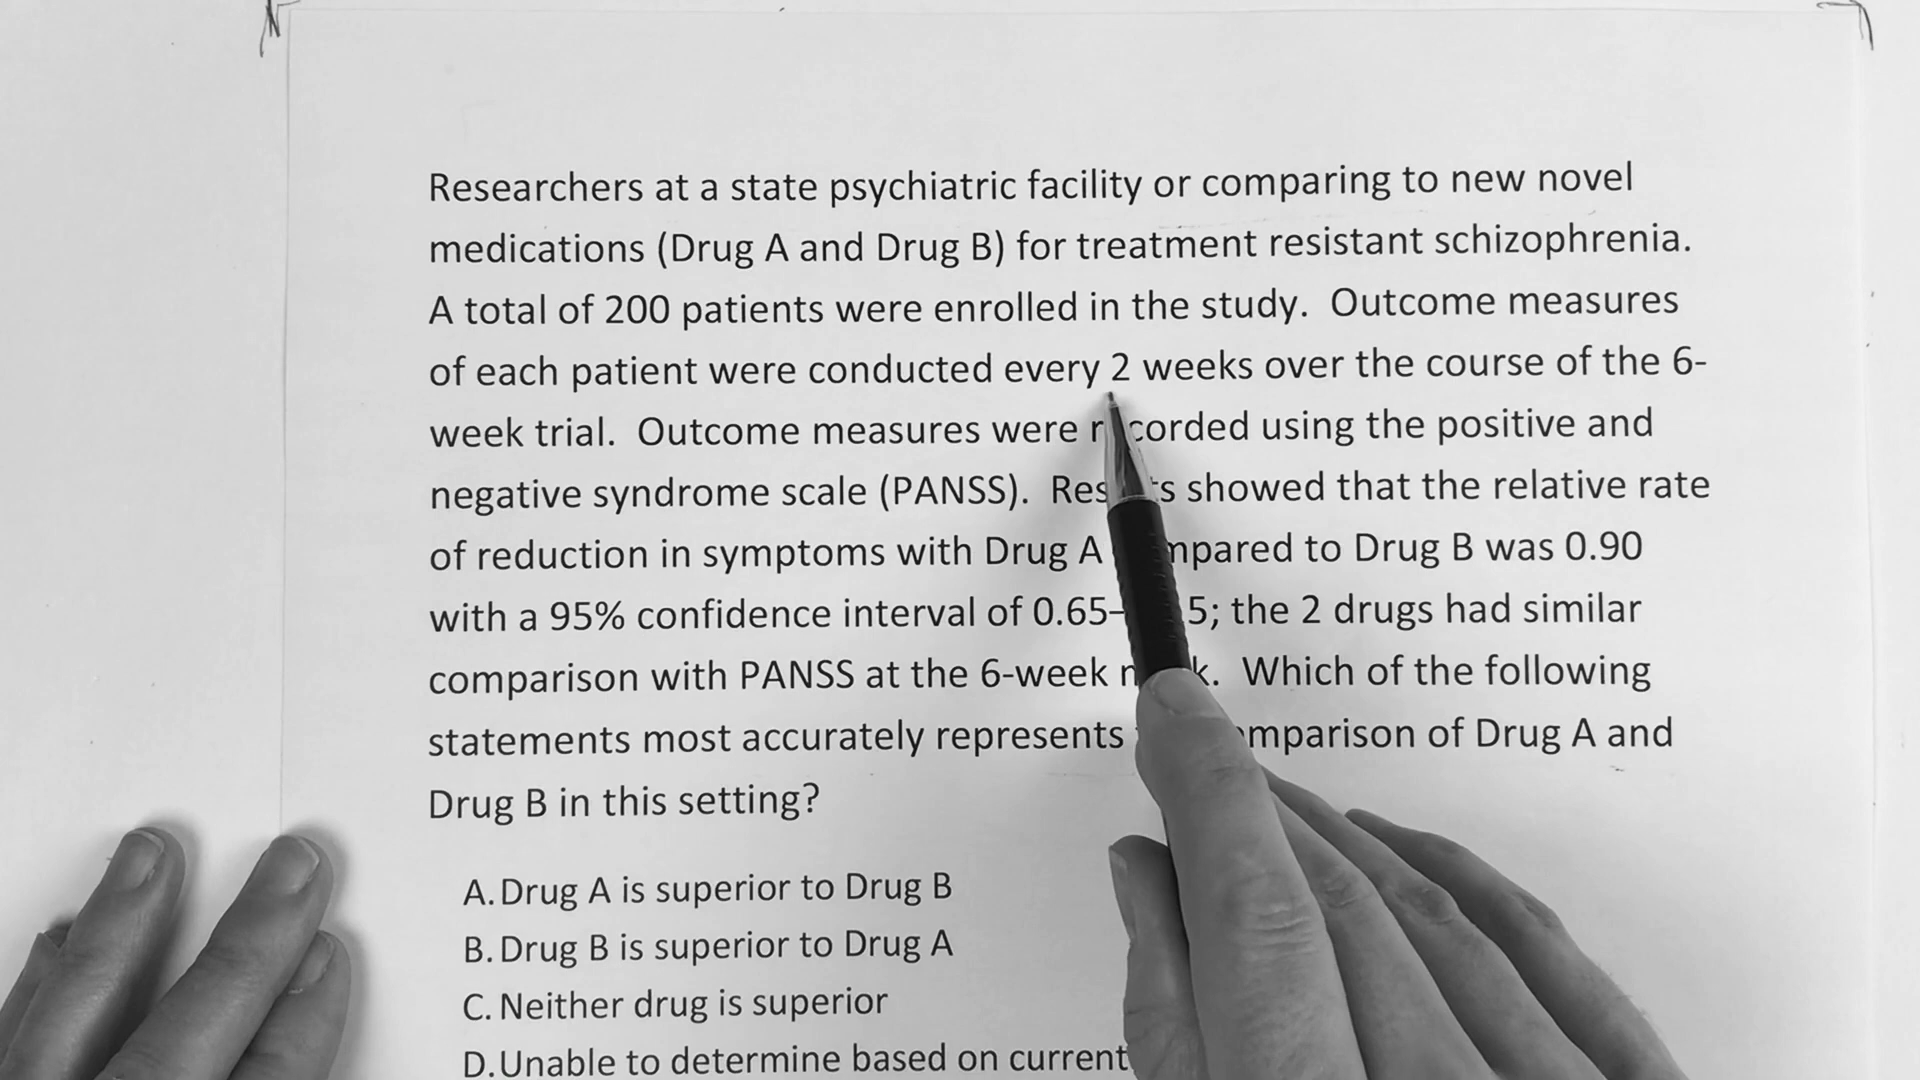 Researchers at a state psychiatric facility or comparing to new novel
medications (Drug A and Drug B) for treatment resistant schizophrenia.
A total of 200 patients were enrolled in the study. Outcome measures
of each patient were conducted every 2 weeks over the course of the 6-
week trial. Outcome measures were recorded using the positive and
negative syndrome scale (PANSS). Results showed that the relative rate
of reduction in symptoms with Drug A compared to Drug B was 0.90
with a 95% confidence interval of 0.65– 5; the 2 drugs had similar
comparison with PANSS at the 6-week Which of the following
statements most accurately represents comparison of Drug A and
Drug B in this setting?
A. Drug A is superior to Drug B
B. Drug B is superior to Drug A
C. Neither drug is superior
D. Unable to determine based on current